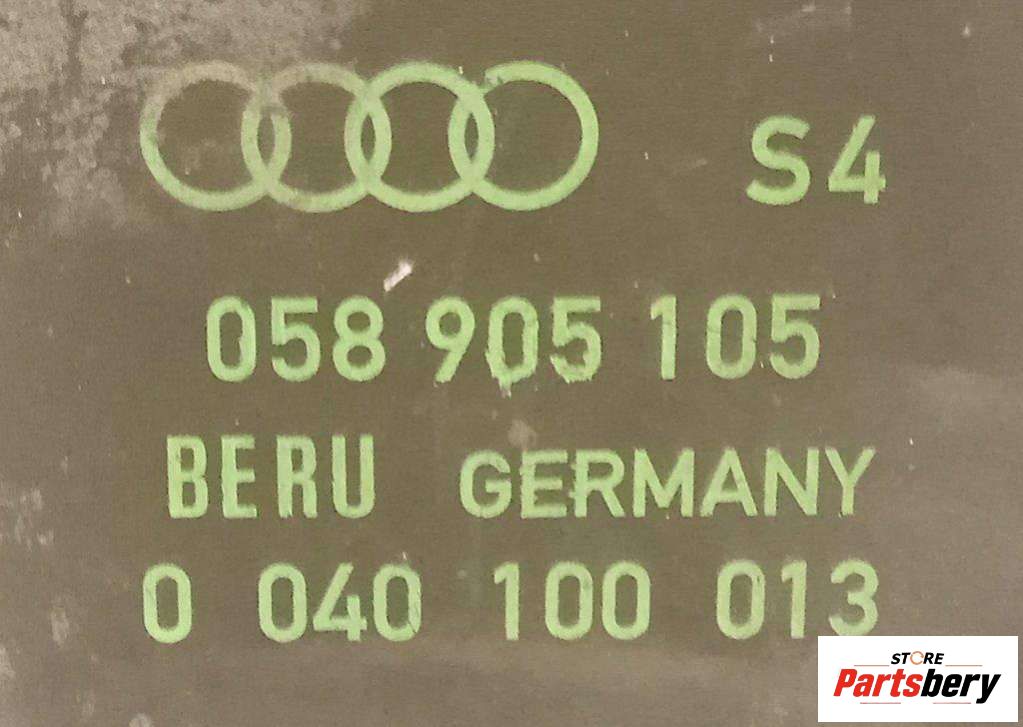 S4
058 905 105
BERU GERMANY
0 040 100 013
STORE
Partsbery